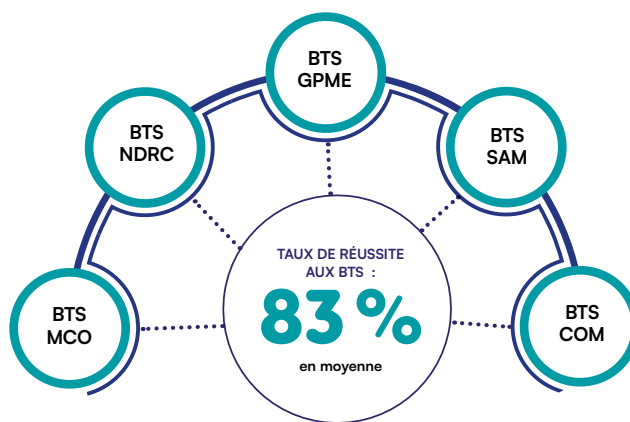 BTS
GPME
BTS
NDRC
BTS
SAM
TAUX DE RÉUSSITE
AUX BTS :
83 %
en moyenne
BTS
MCO
BTS
COM